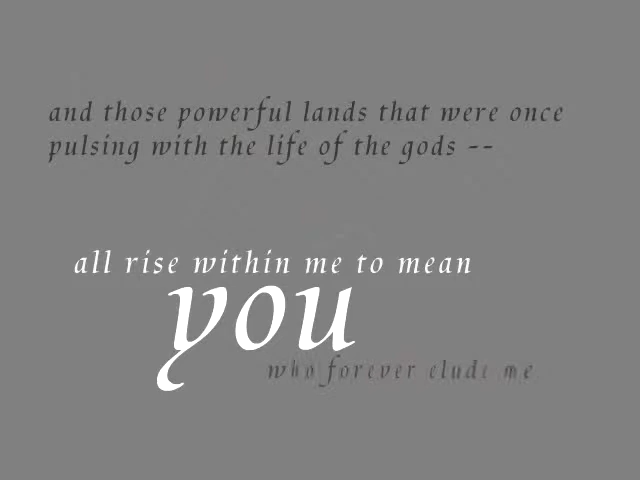 and those powerful lands that were once
pulsing with the life of the gods --
all rise within me to mean
you
who forever elude me